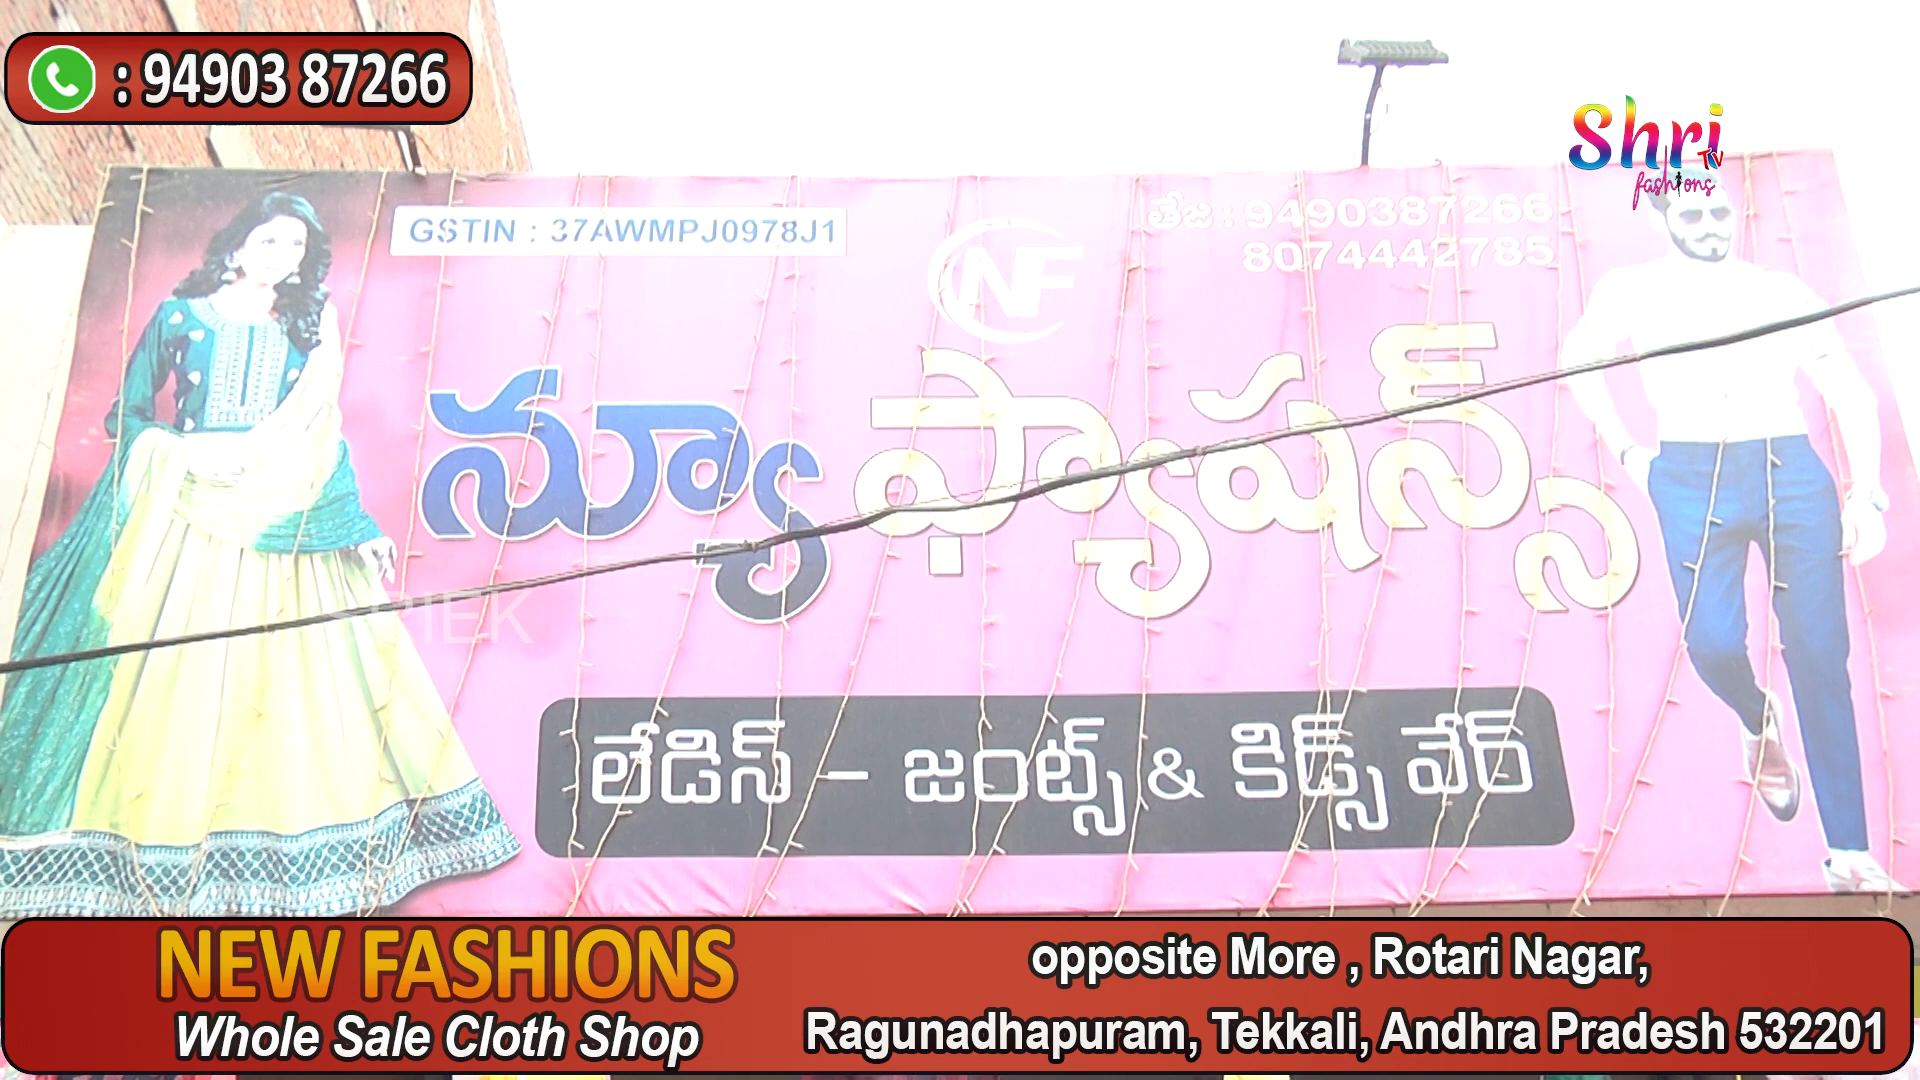 : 94903 87266
Shri
TV
fashions
GSTIN : 37AWMPJ0978J1
తేజ : 9490387266
8074442785
NF
న్యూ ఫ్యాషన్స్
లేడిస్ - జంట్స్ & కిడ్స్ వేర్
NEW FASHIONS
Whole Sale Cloth Shop
opposite More , Rotari Nagar,
Ragunadhapuram, Tekkali, Andhra Pradesh 532201